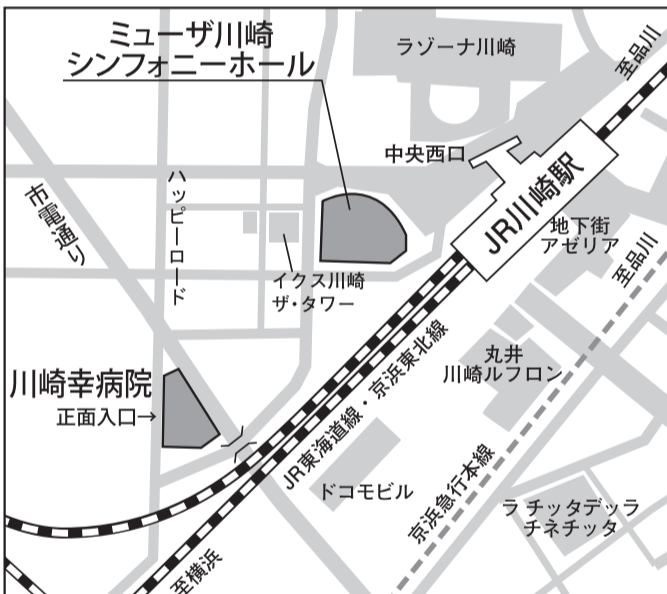 ミューザ川崎
シンフォニーホール
ラゾーナ川崎
至品川
中央西口
JR川崎駅
ハッピーロード
市電通り
地下街
アゼリア
至品川
イクス川崎
ザ・タワー
丸井
川崎ルフロン
川崎幸病院
正面入口→
JR東海道線・京浜東北線
ドコモビル
京浜急行本線
ラ チッタデッラ
チネチッタ
至横浜